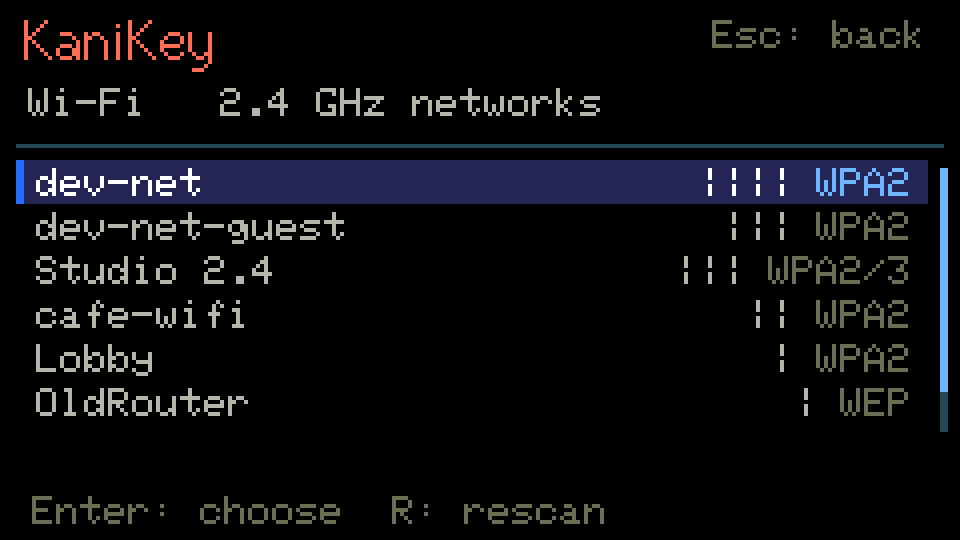 KaniKey
Esc: back
Wi-Fi 2.4 GHz networks
dev-net ¦¦¦¦ WPA2
dev-net-guest ¦¦¦ WPA2
Studio 2.4 ¦¦¦ WPA2/3
cafe-wifi ¦¦ WPA2
Lobby ¦ WPA2
OldRouter ¦ WEP
Enter: choose R: rescan